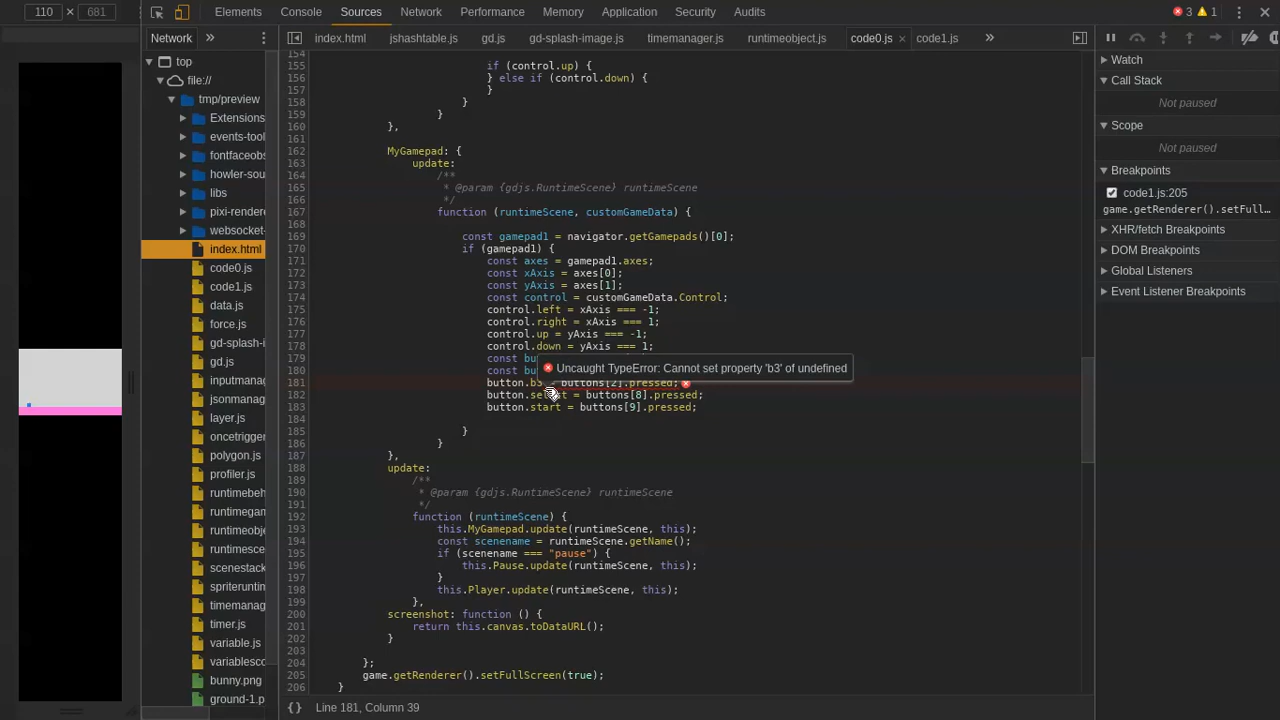 110 × 681
Elements Console Sources Network Performance Memory Application Security Audits 3 1
Network »
index.html jshashtable.js gd.js gd-splash-image.js timemanager.js runtimeobject.js code0.js × code1.js »
top
file://
tmp/preview
Extensions
events-tool
fontfaceobs
howler-sou
libs
pixi-rendere
websocket-
index.html
code0.js
code1.js
data.js
force.js
gd-splash-i
gd.js
inputmanag
jsonmanag
layer.js
oncetrigger
polygon.js
profiler.js
runtimebeh
runtimegam
runtimeobje
runtimesce
scenestack
spriteruntim
timemanag
timer.js
variable.js
variablesco
bunny.png
ground-1.p
154
155 if (control.up) {
156 } else if (control.down) {
157 }
158 }
159 }
160 },
161
162 MyGamepad: {
163 update:
164 /**
165 * @param {gdjs.RuntimeScene} runtimeScene
166 */
167 function (runtimeScene, customGameData) {
168
169 const gamepad1 = navigator.getGamepads()[0];
170 if (gamepad1) {
171 const axes = gamepad1.axes;
172 const xAxis = axes[0];
173 const yAxis = axes[1];
174 const control = customGameData.Control;
175 control.left = xAxis === -1;
176 control.right = xAxis === 1;
177 control.up = yAxis === -1;
178 control.down = yAxis === 1;
179 const bu
180 const bu
Uncaught TypeError: Cannot set property 'b3' of undefined
181 button.b3 = buttons[2].pressed;
182 button.select = buttons[8].pressed;
183 button.start = buttons[9].pressed;
184
185 }
186 }
187 },
188 update:
189 /**
190 * @param {gdjs.RuntimeScene} runtimeScene
191 */
192 function (runtimeScene) {
193 this.MyGamepad.update(runtimeScene, this);
194 const scenename = runtimeScene.getName();
195 if (scenename === "pause") {
196 this.Pause.update(runtimeScene, this);
197 }
198 this.Player.update(runtimeScene, this);
199 },
200 screenshot: function () {
201 return this.canvas.toDataURL();
202 }
203
204 };
205 game.getRenderer().setFullScreen(true);
206 }
{} Line 181, Column 39
Watch
Call Stack
Not paused
Scope
Not paused
Breakpoints
code1.js:205
game.getRenderer().setFull…
XHR/fetch Breakpoints
DOM Breakpoints
Global Listeners
Event Listener Breakpoints